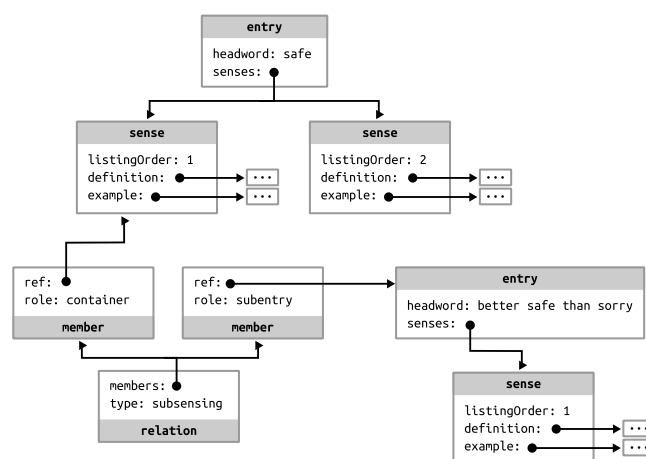 entry
headword: safe
senses:
sense
listingOrder: 1
definition:
...
example:
...
sense
listingOrder: 2
definition:
...
example:
...
ref:
role: container
member
ref:
role: subentry
member
entry
headword: better safe than sorry
senses:
members:
type: subsensing
relation
sense
listingOrder: 1
definition:
...
example:
...